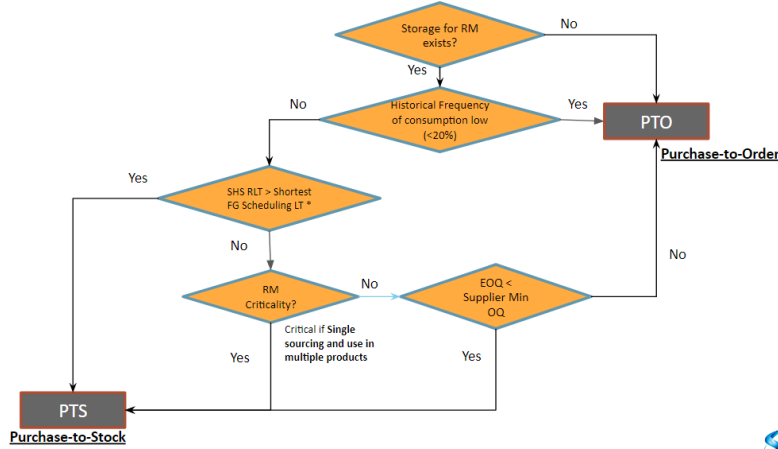 Storage for RM
exists?
No
Yes
Historical Frequency
of consumption low
(<20%)
No
Yes
PTO
Purchase-to-Order
SHS RLT > Shortest
FG Scheduling LT *
Yes
No
RM
Criticality?
No
EOQ <
Supplier Min
OQ
No
Critical if Single
sourcing and use in
multiple products
Yes
Yes
PTS
Purchase-to-Stock